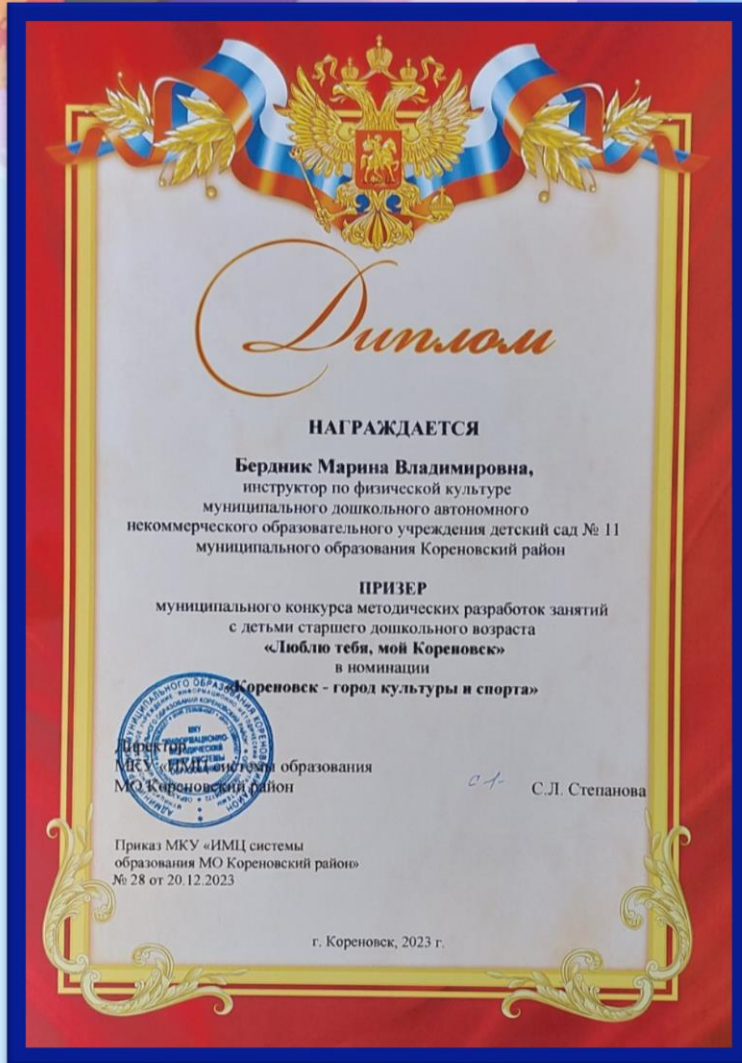 Диплом
НАГРАЖДАЕТСЯ
Бердник Марина Владимировна,
инструктор по физической культуре
муниципального дошкольного автономного
некоммерческого образовательного учреждения детский сад № 11
муниципального образования Кореновский район
ПРИЗЕР
муниципального конкурса методических разработок занятий
с детьми старшего дошкольного возраста
«Люблю тебя, мой Кореновск»
в номинации
«Кореновск - город культуры и спорта»
Директор
МКУ «ИМЦ системы образования
МО Кореновский район
С.Л. Степанова
Приказ МКУ «ИМЦ системы
образования МО Кореновский район»
№ 28 от 20.12.2023
г. Кореновск, 2023 г.